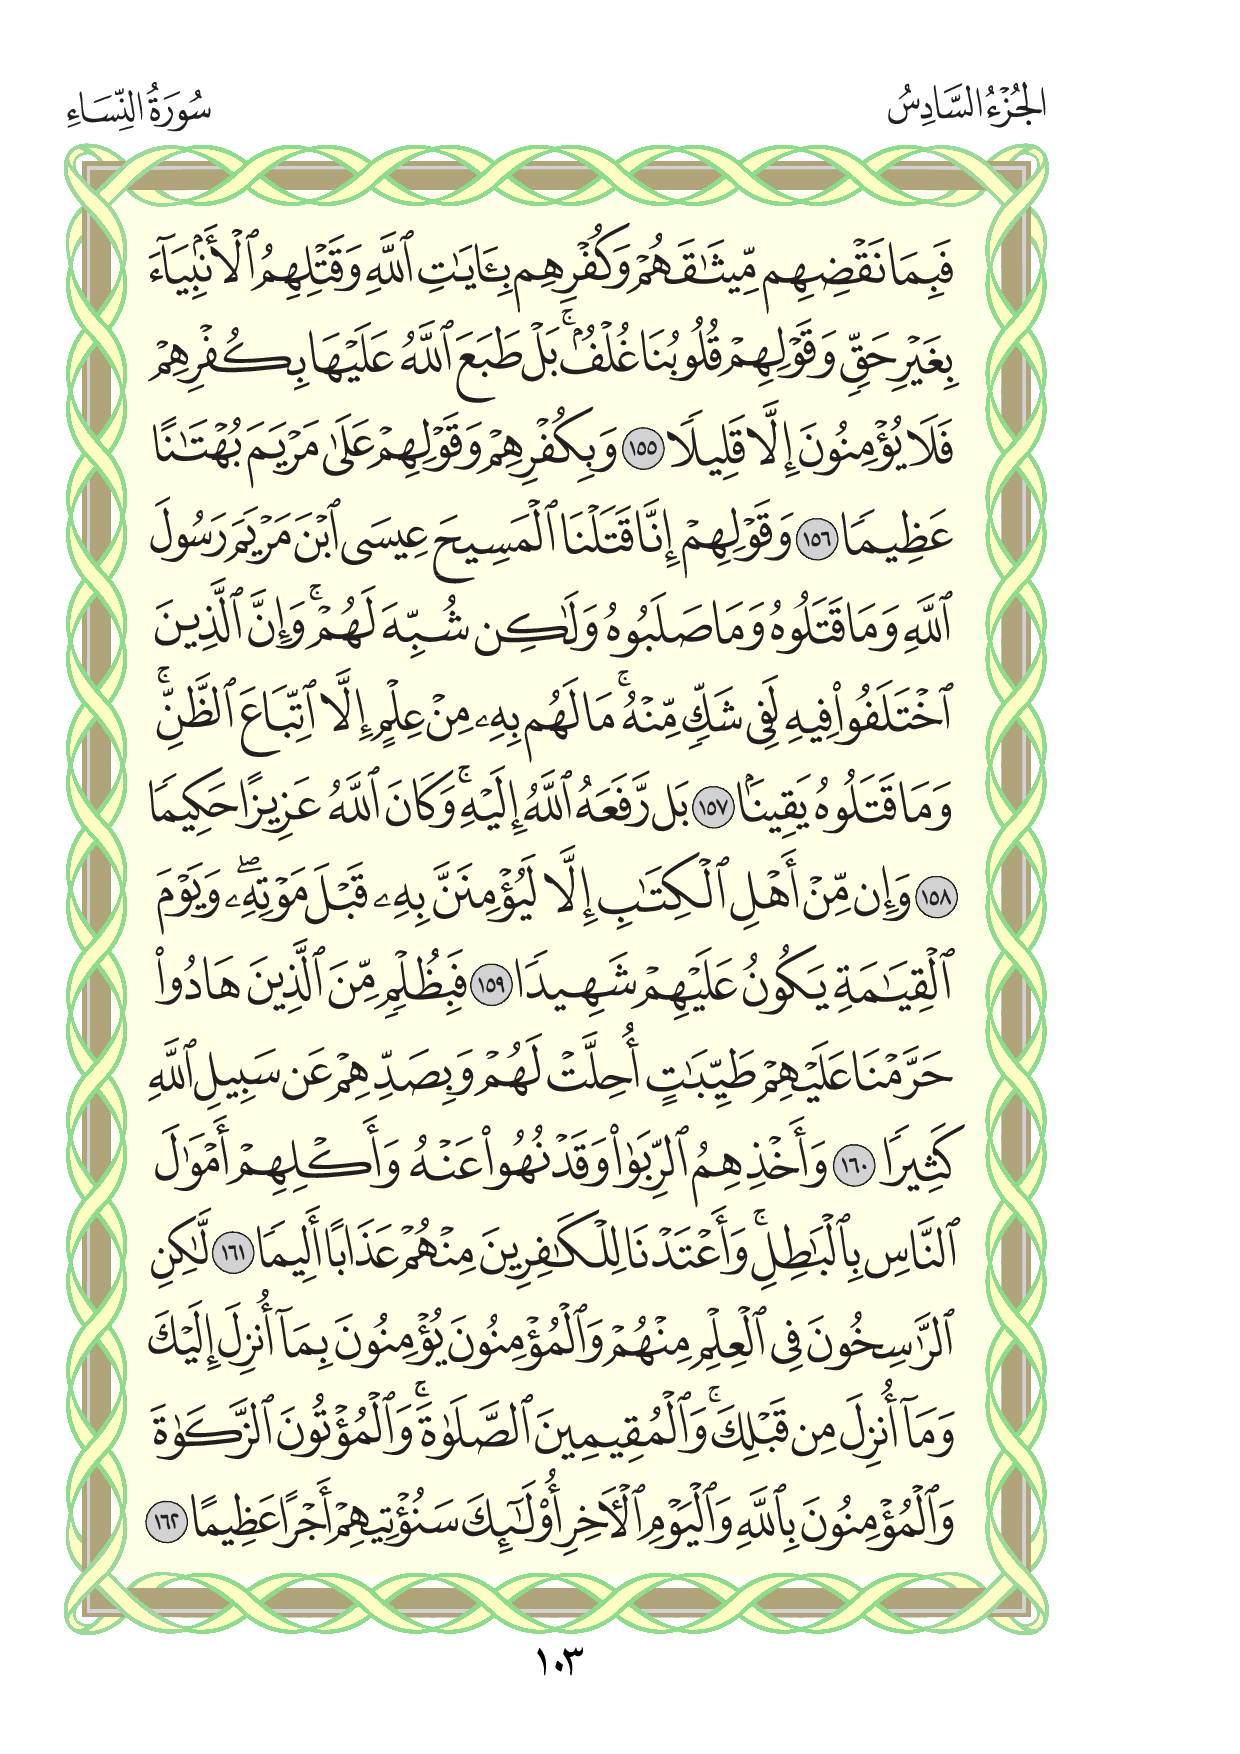 الجُزْءُ السَّادِسُ
سُورَةُ النِّسَاءِ
فَبِمَا نَقۡضِهِم مِّيثَٰقَهُمۡ وَكُفۡرِهِم بِـَٔايَٰتِ ٱللَّهِ وَقَتۡلِهِمُ ٱلۡأَنۢبِيَآءَ
بِغَيۡرِ حَقّٖ وَقَوۡلِهِمۡ قُلُوبُنَا غُلۡفُۢۚ بَلۡ طَبَعَ ٱللَّهُ عَلَيۡهَا بِكُفۡرِهِمۡ
فَلَا يُؤۡمِنُونَ إِلَّا قَلِيلٗا ١٥٥ وَبِكُفۡرِهِمۡ وَقَوۡلِهِمۡ عَلَىٰ مَرۡيَمَ بُهۡتَٰنًا
عَظِيمٗا ١٥٦ وَقَوۡلِهِمۡ إِنَّا قَتَلۡنَا ٱلۡمَسِيحَ عِيسَى ٱبۡنَ مَرۡيَمَ رَسُولَ
ٱللَّهِ وَمَا قَتَلُوهُ وَمَا صَلَبُوهُ وَلَٰكِن شُبِّهَ لَهُمۡۚ وَإِنَّ ٱلَّذِينَ
ٱخۡتَلَفُواْ فِيهِ لَفِي شَكّٖ مِّنۡهُۚ مَا لَهُم بِهِۦ مِنۡ عِلۡمٍ إِلَّا ٱتِّبَاعَ ٱلظَّنِّۚ
وَمَا قَتَلُوهُ يَقِينَۢا ١٥٧ بَل رَّفَعَهُ ٱللَّهُ إِلَيۡهِۚ وَكَانَ ٱللَّهُ عَزِيزًا حَكِيمٗا
١٥٨ وَإِن مِّنۡ أَهۡلِ ٱلۡكِتَٰبِ إِلَّا لَيُؤۡمِنَنَّ بِهِۦ قَبۡلَ مَوۡتِهِۦۖ وَيَوۡمَ
ٱلۡقِيَٰمَةِ يَكُونُ عَلَيۡهِمۡ شَهِيدٗا ١٥٩ فَبِظُلۡمٖ مِّنَ ٱلَّذِينَ هَادُواْ
حَرَّمۡنَا عَلَيۡهِمۡ طَيِّبَٰتٍ أُحِلَّتۡ لَهُمۡ وَبِصَدِّهِمۡ عَن سَبِيلِ ٱللَّهِ
كَثِيرٗا ١٦٠ وَأَخۡذِهِمُ ٱلرِّبَوٰاْ وَقَدۡ نُهُواْ عَنۡهُ وَأَكۡلِهِمۡ أَمۡوَٰلَ
ٱلنَّاسِ بِٱلۡبَٰطِلِۚ وَأَعۡتَدۡنَا لِلۡكَٰفِرِينَ مِنۡهُمۡ عَذَابًا أَلِيمٗا ١٦١ لَّٰكِنِ
ٱلرَّٰسِخُونَ فِي ٱلۡعِلۡمِ مِنۡهُمۡ وَٱلۡمُؤۡمِنُونَ يُؤۡمِنُونَ بِمَآ أُنزِلَ إِلَيۡكَ
وَمَآ أُنزِلَ مِن قَبۡلِكَۚ وَٱلۡمُقِيمِينَ ٱلصَّلَوٰةَۚ وَٱلۡمُؤۡتُونَ ٱلزَّكَوٰةَ
وَٱلۡمُؤۡمِنُونَ بِٱللَّهِ وَٱلۡيَوۡمِ ٱلۡأٓخِرِ أُوْلَٰٓئِكَ سَنُؤۡتِيهِمۡ أَجۡرًا عَظِيمًا ١٦٢
١٠٣